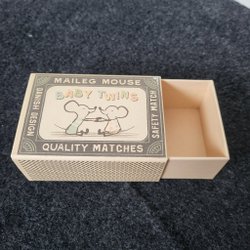 MAILEG MOUSE
BABY TWINS
DANISH DESIGN
SAFETY MATCH
QUALITY MATCHES